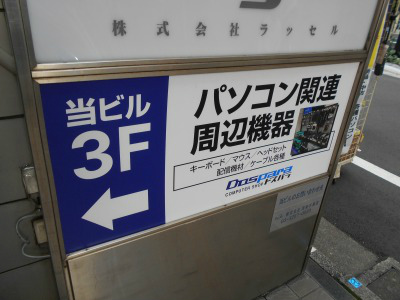 株式会社ラッセル
当ビル
3F
パソコン関連
周辺機器
キーボード/マウス/ヘッドセット
配信機材/ケーブル各種
Dospara
COMPUTER SHOP ドスパラ